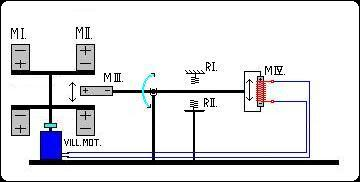 M I.
M II.
+
-
-
+
M III.
+ -
R I.
R II.
M IV.
+
-
-
+
VILL.MOT.